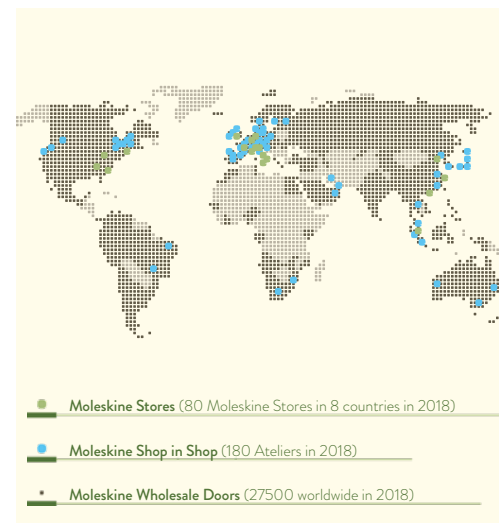 Moleskine Stores (80 Moleskine Stores in 8 countries in 2018)
Moleskine Shop in Shop (180 Ateliers in 2018)
Moleskine Wholesale Doors (27500 worldwide in 2018)